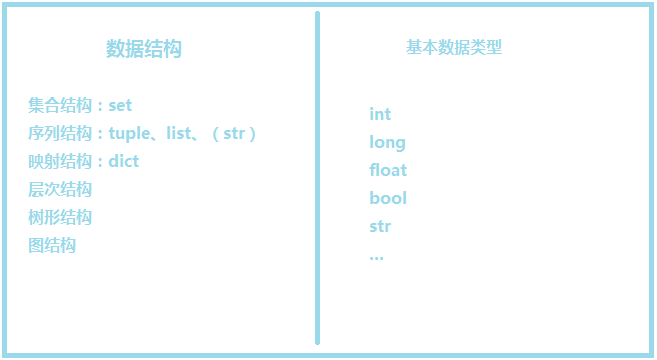 数据结构
集合结构：set
序列结构：tuple、list、（str）
映射结构：dict
层次结构
树形结构
图结构
基本数据类型
int
long
float
bool
str
...